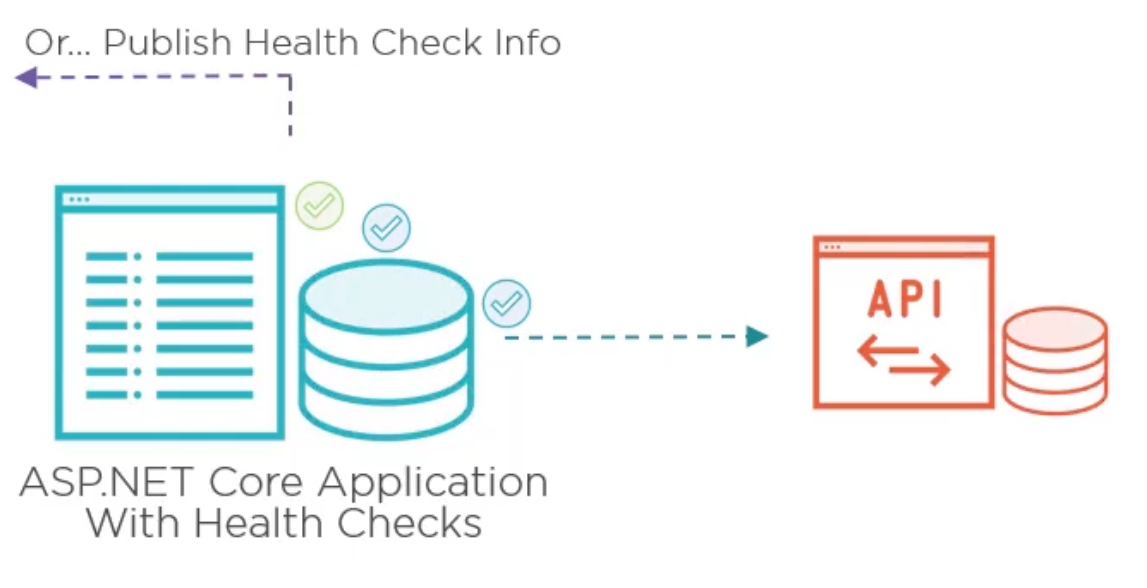 Or... Publish Health Check Info
API
ASP.NET Core Application
With Health Checks